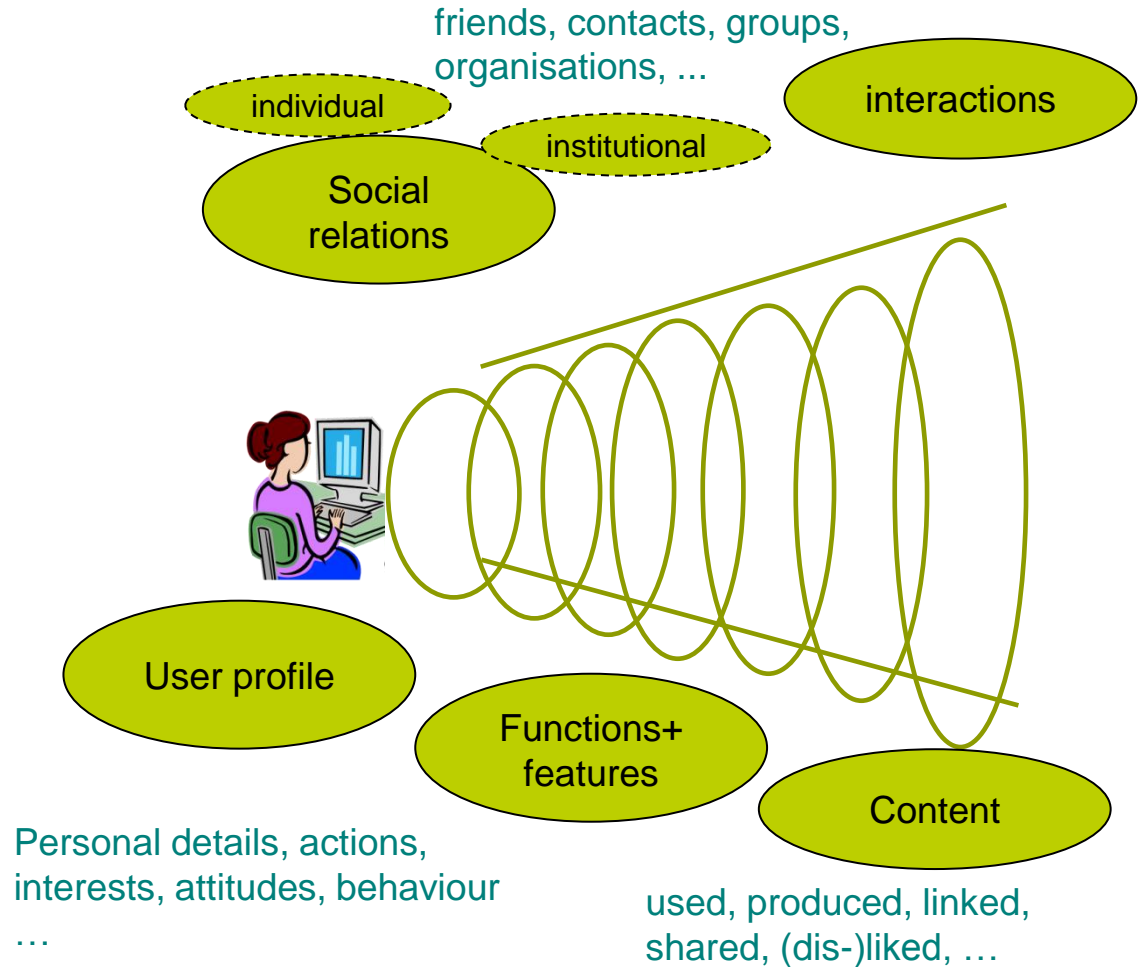 friends, contacts, groups,
organisations, ...
individual
institutional
interactions
Social
relations
User profile
Functions+
features
Content
Personal details, actions,
interests, attitudes, behaviour
…
used, produced, linked,
shared, (dis-)liked, …